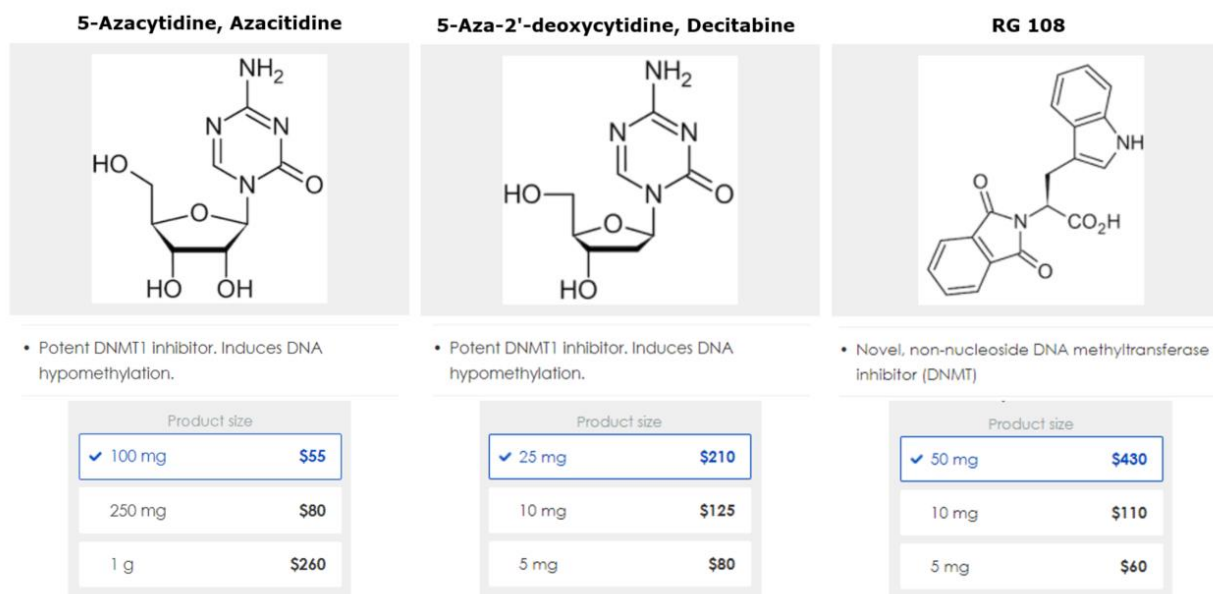 5-Azacytidine, Azacitidine
NH2
N
N
N
O
HO
O
HO
OH
• Potent DNMT1 inhibitor. Induces DNA
hypomethylation.
Product size
100 mg $55
250 mg $80
1 g $260
5-Aza-2'-deoxycytidine, Decitabine
NH2
N
N
N
O
HO
O
HO
• Potent DNMT1 inhibitor. Induces DNA
hypomethylation.
Product size
25 mg $210
10 mg $125
5 mg $80
RG 108
NH
O
N
CO2H
O
• Novel, non-nucleoside DNA methyltransferase
inhibitor (DNMT)
Product size
50 mg $430
10 mg $110
5 mg $60